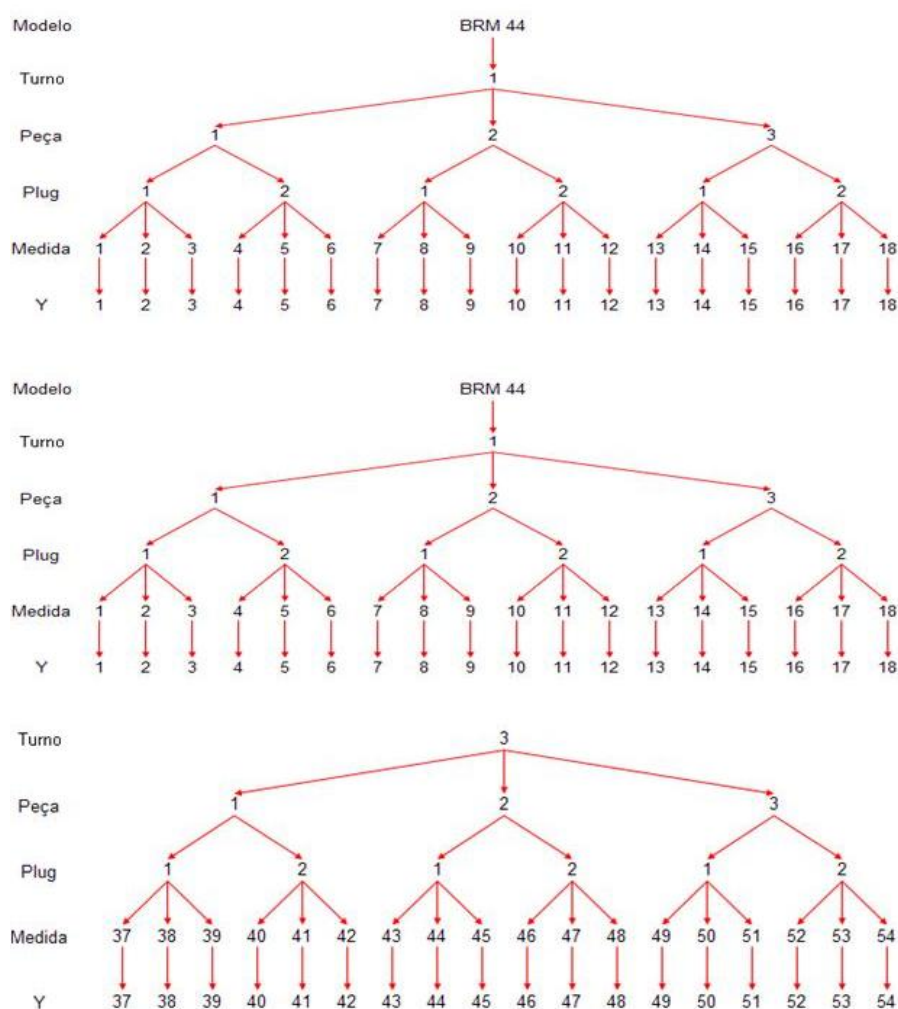 Modelo BRM 44
Turno 1
Peça 1 2 3
Plug 1 2 1 2 1 2
Medida 1 2 3 4 5 6 7 8 9 10 11 12 13 14 15 16 17 18
Y 1 2 3 4 5 6 7 8 9 10 11 12 13 14 15 16 17 18
Modelo BRM 44
Turno 1
Peça 1 2 3
Plug 1 2 1 2 1 2
Medida 1 2 3 4 5 6 7 8 9 10 11 12 13 14 15 16 17 18
Y 1 2 3 4 5 6 7 8 9 10 11 12 13 14 15 16 17 18
Turno 3
Peça 1 2 3
Plug 1 2 1 2 1 2
Medida 37 38 39 40 41 42 43 44 45 46 47 48 49 50 51 52 53 54
Y 37 38 39 40 41 42 43 44 45 46 47 48 49 50 51 52 53 54